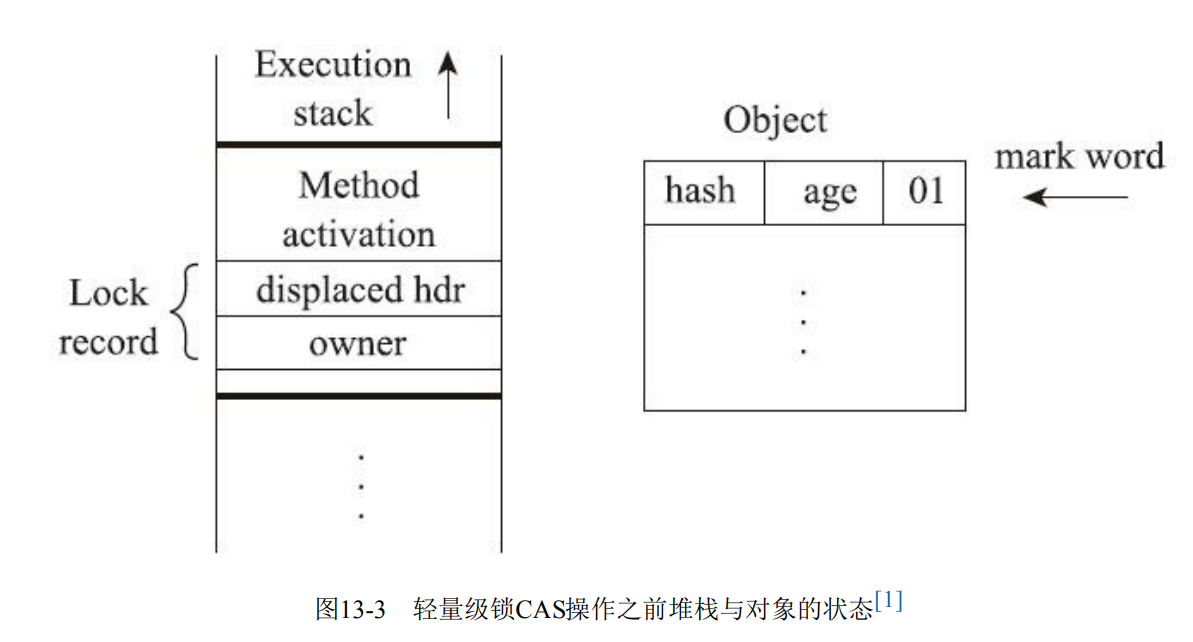 Execution
stack
Method
activation
Lock
record
displaced hdr
owner
Object
mark word
hash age 01
图13-3 轻量级锁CAS操作之前堆栈与对象的状态[1]